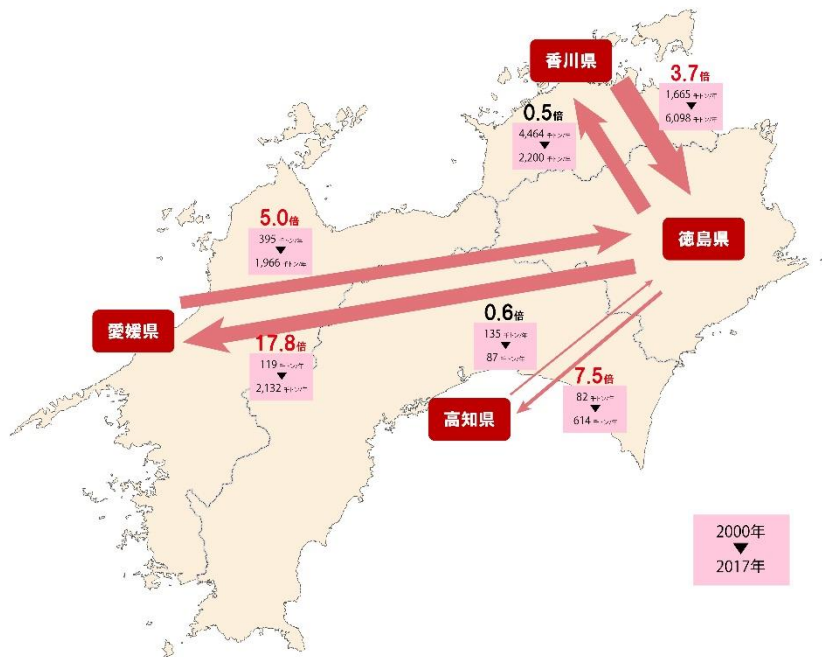 香川県
3.7倍
1,665 千トン/年
▼
6,098 千トン/年
0.5倍
4,464 千トン/年
▼
2,200 千トン/年
徳島県
5.0倍
395 千トン/年
▼
1,966 千トン/年
愛媛県
17.8倍
119 千トン/年
▼
2,132 千トン/年
0.6倍
135 千トン/年
▼
87 千トン/年
高知県
7.5倍
82 千トン/年
▼
614 千トン/年
2000年
▼
2017年